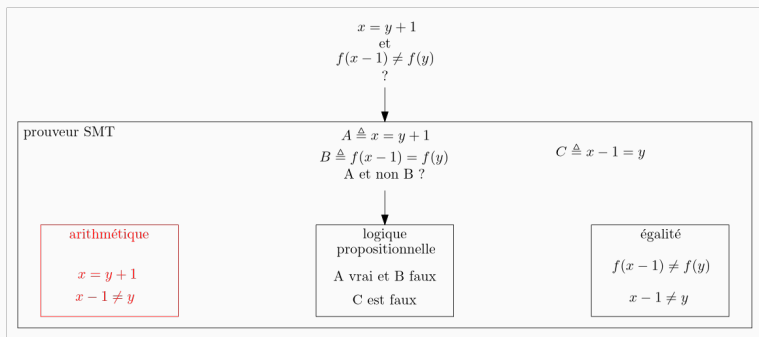 x = y + 1
et
f(x − 1) ≠ f(y)
?
prouveur SMT
A ≜ x = y + 1
B ≜ f(x − 1) = f(y)
A et non B ?
C ≜ x − 1 = y
arithmétique
x = y + 1
x − 1 ≠ y
logique
propositionnelle
A vrai et B faux
C est faux
égalité
f(x − 1) ≠ f(y)
x − 1 ≠ y